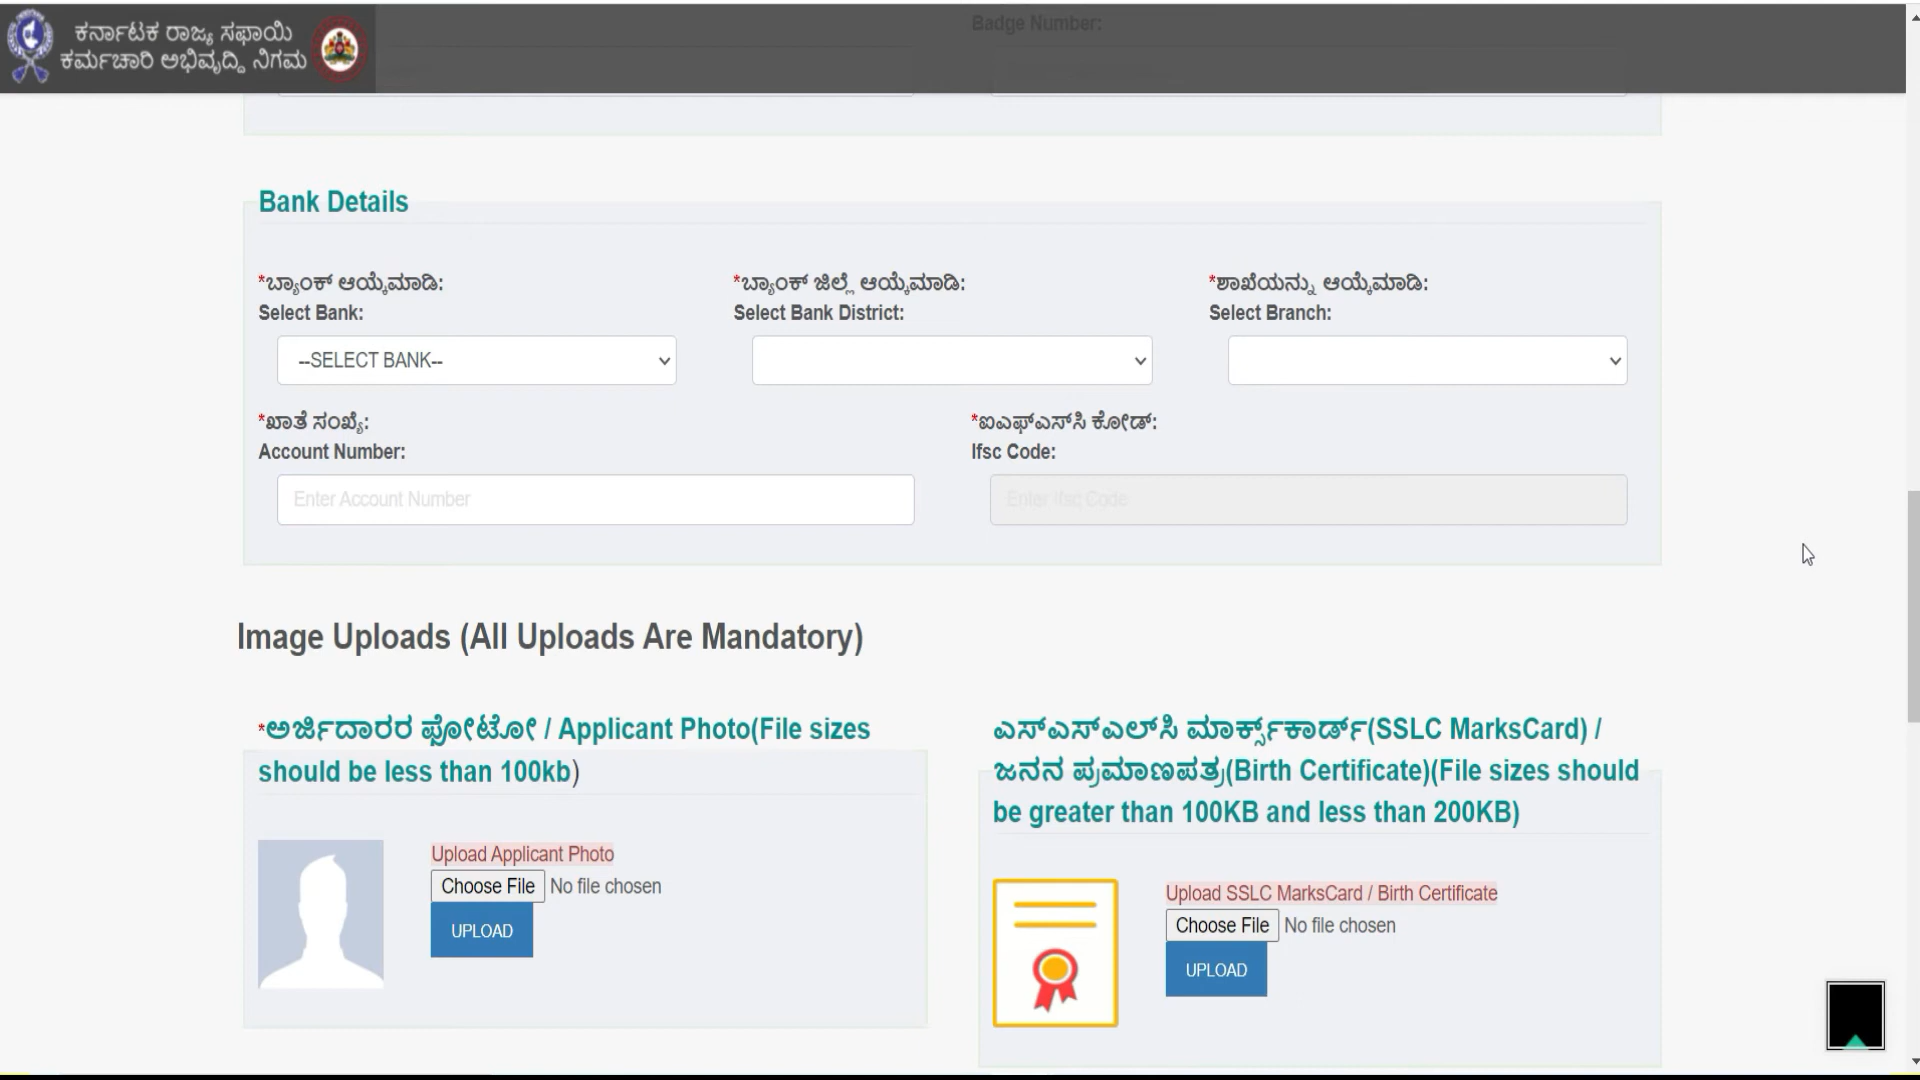 ಕರ್ನಾಟಕ ರಾಜ್ಯ ಸಫಾಯಿ
ಕರ್ಮಚಾರಿ ಅಭಿವೃದ್ಧಿ ನಿಗಮ
Badge Number:
Bank Details
*ಬ್ಯಾಂಕ್ ಆಯ್ಕೆಮಾಡಿ:
Select Bank:
--SELECT BANK--
*ಬ್ಯಾಂಕ್ ಜಿಲ್ಲೆ ಆಯ್ಕೆಮಾಡಿ:
Select Bank District:
*ಶಾಖೆಯನ್ನು ಆಯ್ಕೆಮಾಡಿ:
Select Branch:
*ಖಾತೆ ಸಂಖ್ಯೆ:
Account Number:
Enter Account Number
*ಐಎಫ್ಎಸ್‌ಸಿ ಕೋಡ್:
Ifsc Code:
Enter Ifsc Code
Image Uploads (All Uploads Are Mandatory)
*ಅರ್ಜಿದಾರರ ಫೋಟೋ / Applicant Photo(File sizes
should be less than 100kb)
Upload Applicant Photo
Choose File No file chosen
UPLOAD
ಎಸ್ಎಸ್ಎಲ್‌ಸಿ ಮಾರ್ಕ್ಸ್‌ಕಾರ್ಡ್(SSLC MarksCard) /
ಜನನ ಪ್ರಮಾಣಪತ್ರ(Birth Certificate)(File sizes should
be greater than 100KB and less than 200KB)
Upload SSLC MarksCard / Birth Certificate
Choose File No file chosen
UPLOAD